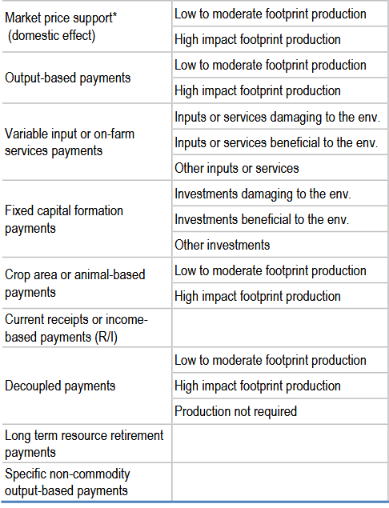 Market price support*
(domestic effect)
Low to moderate footprint production
High impact footprint production
Output-based payments
Low to moderate footprint production
High impact footprint production
Variable input or on-farm
services payments
Inputs or services damaging to the env.
Inputs or services beneficial to the env.
Other inputs or services
Fixed capital formation
payments
Investments damaging to the env.
Investments beneficial to the env.
Other investments
Crop area or animal-based
payments
Low to moderate footprint production
High impact footprint production
Current receipts or income-
based payments (R/I)
Decoupled payments
Low to moderate footprint production
High impact footprint production
Production not required
Long term resource retirement
payments
Specific non-commodity
output-based payments